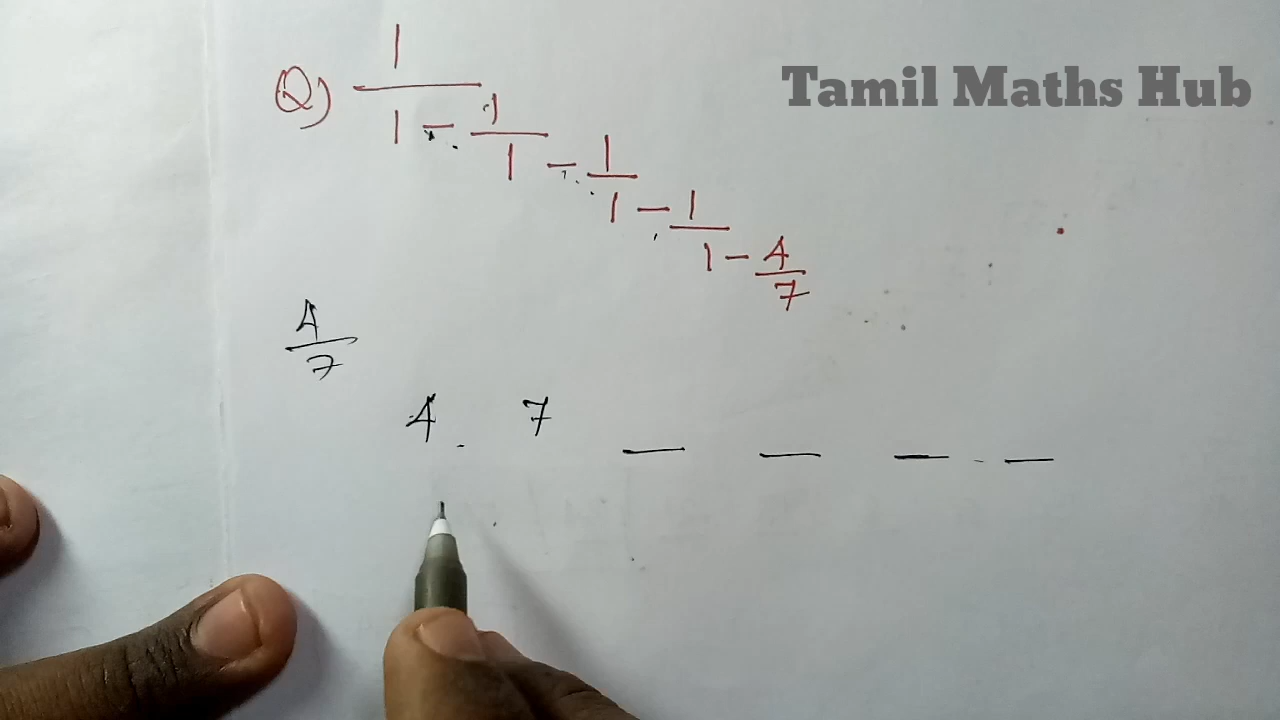 Tamil Maths Hub
Q) 1
1 - 1
1 - 1
1 - 1
1 - 4
7
4
7
4 7 _ _ _ _